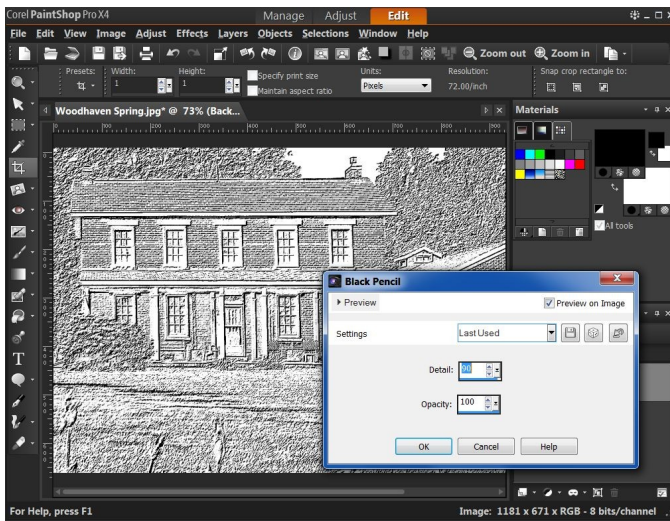 Corel PaintShop Pro X4
Manage Adjust Edit
File Edit View Image Adjust Effects Layers Objects Selections Window Help
Zoom out Zoom in
Presets: Width: Height: Specify print size Units: Resolution: Snap crop rectangle to:
1 1 Maintain aspect ratio Pixels 72.00/inch
Woodhaven Spring.jpg* @ 73% (Back...
Materials
All tools
Black Pencil
Preview
Preview on Image
Settings Last Used
Detail: 90
Opacity: 100
OK Cancel Help
For Help, press F1
Image: 1181 x 671 x RGB - 8 bits/channel